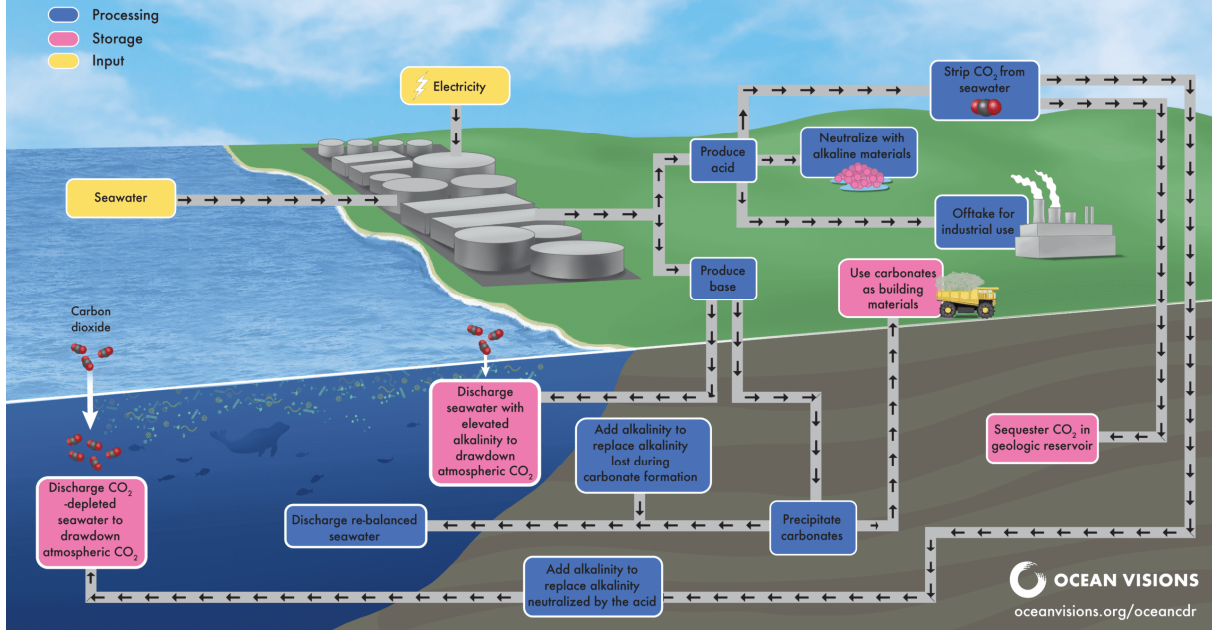 Processing
Storage
Input
Electricity
Seawater
Strip CO₂ from
seawater
Produce
acid
Neutralize with
alkaline materials
Offtake for
industrial use
Produce
base
Use carbonates
as building
materials
Carbon
dioxide
Discharge
seawater with
elevated
alkalinity to
drawdown
atmospheric CO₂
Add alkalinity to
replace alkalinity
lost during
carbonate formation
Sequester CO₂ in
geologic reservoir
Discharge CO₂
-depleted
seawater to
drawdown
atmospheric CO₂
Discharge re-balanced
seawater
Precipitate
carbonates
Add alkalinity to
replace alkalinity
neutralized by the acid
OCEAN VISIONS
oceanvisions.org/oceancdr